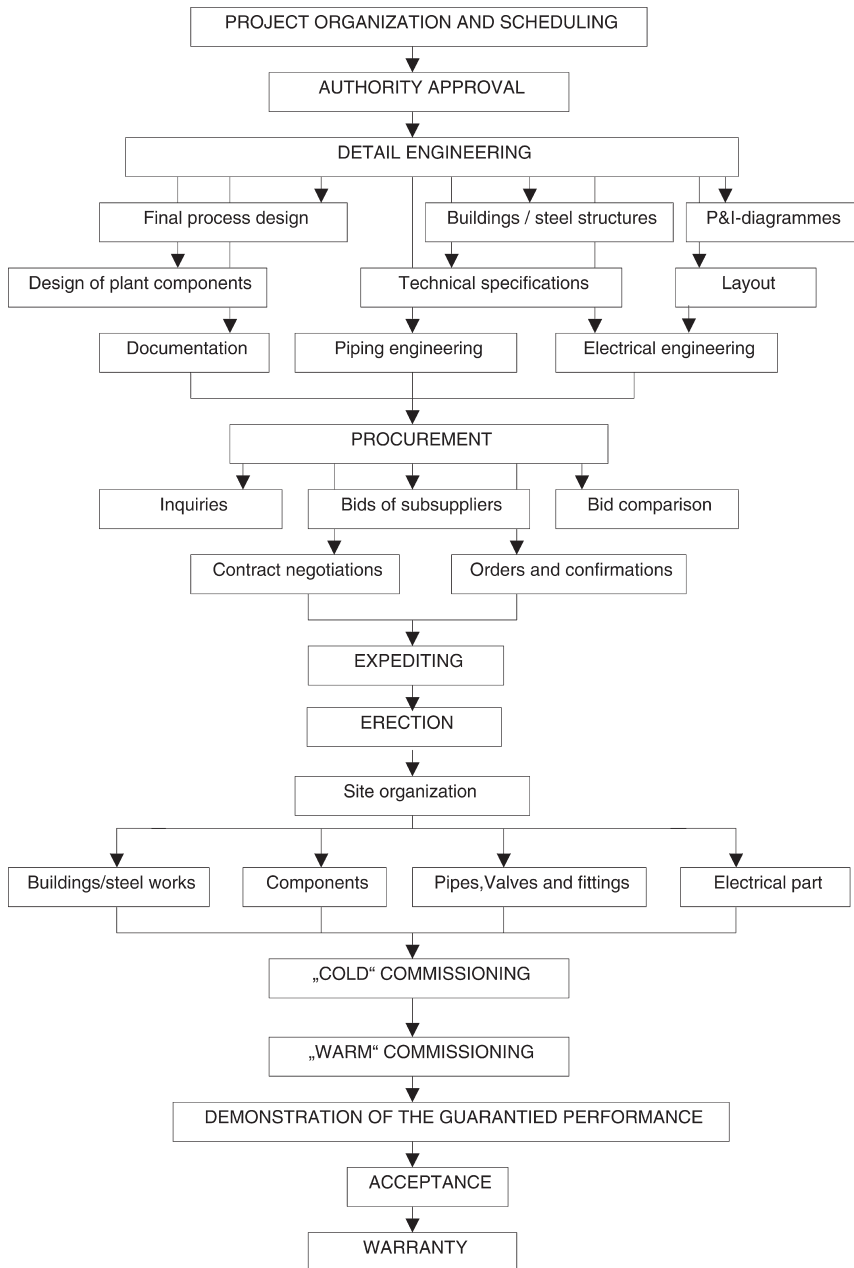 PROJECT ORGANIZATION AND SCHEDULING
AUTHORITY APPROVAL
DETAIL ENGINEERING
Final process design
Buildings / steel structures
P&I-diagrammes
Design of plant components
Technical specifications
Layout
Documentation
Piping engineering
Electrical engineering
PROCUREMENT
Inquiries
Bids of subsuppliers
Bid comparison
Contract negotiations
Orders and confirmations
EXPEDITING
ERECTION
Site organization
Buildings/steel works
Components
Pipes,Valves and fittings
Electrical part
„COLD“ COMMISSIONING
„WARM“ COMMISSIONING
DEMONSTRATION OF THE GUARANTIED PERFORMANCE
ACCEPTANCE
WARRANTY